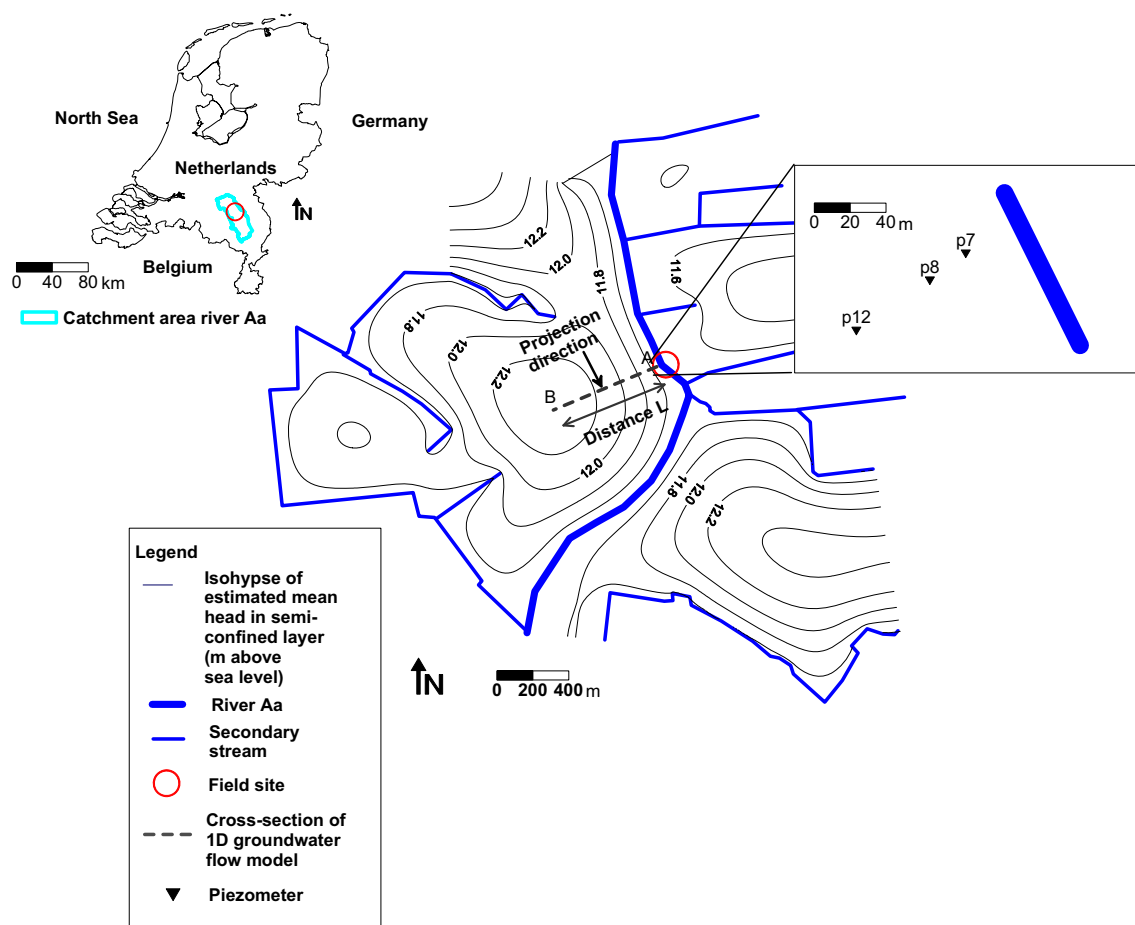 North Sea
Germany
Netherlands
N
Belgium
0 40 80 km
Catchment area river Aa
12.2
12.0
11.8
11.6
11.8
12.0
12.2
Projection
direction
A
B
Distance L
12.0
11.8
12.0
12.2
0 20 40 m
p7
p8
p12
N
0 200 400 m
Legend
Isohypse of
estimated mean
head in semi-
confined layer
(m above
sea level)
River Aa
Secondary
stream
Field site
Cross-section of
1D groundwater
flow model
Piezometer